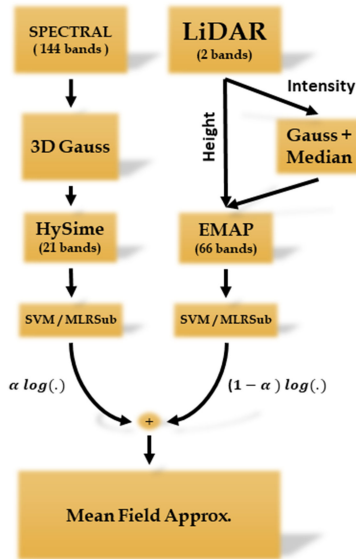 SPECTRAL
( 144 bands )
LiDAR
(2 bands)
Intensity
Height
Gauss +
Median
3D Gauss
HySime
(21 bands)
EMAP
(66 bands)
SVM / MLRSub
SVM / MLRSub
α log(.)
(1 − α ) log(.)
+
Mean Field Approx.